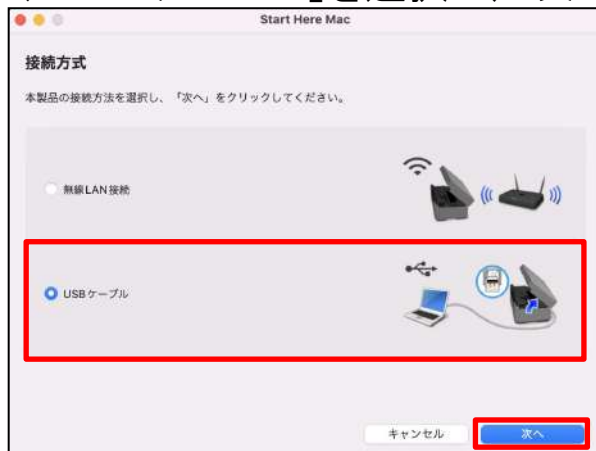 Start Here Mac
接続方式
本製品の接続方法を選択し、「次へ」をクリックしてください。
無線LAN接続
USBケーブル
キャンセル
次へ